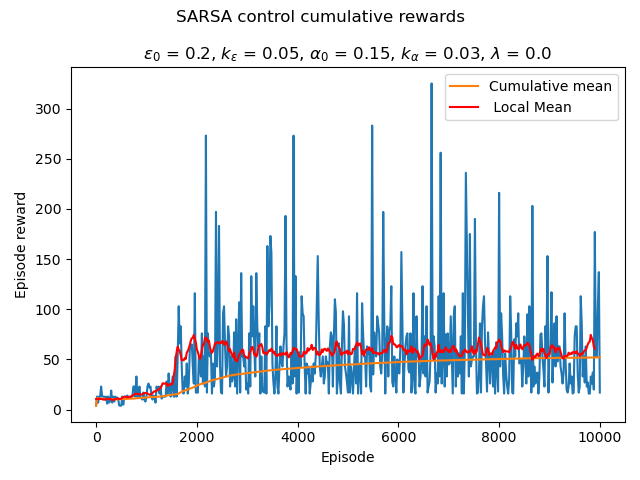 SARSA control cumulative rewards
ε₀ = 0.2, kε = 0.05, α₀ = 0.15, kα = 0.03, λ = 0.0
Cumulative mean
Local Mean
Episode reward
300
250
200
150
100
50
0
0 2000 4000 6000 8000 10000
Episode